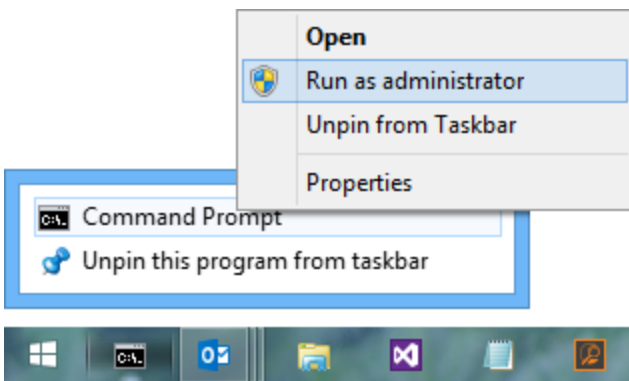 Open
Run as administrator
Unpin from Taskbar
Properties
C:\.
Command Prompt
Unpin this program from taskbar
C:\.